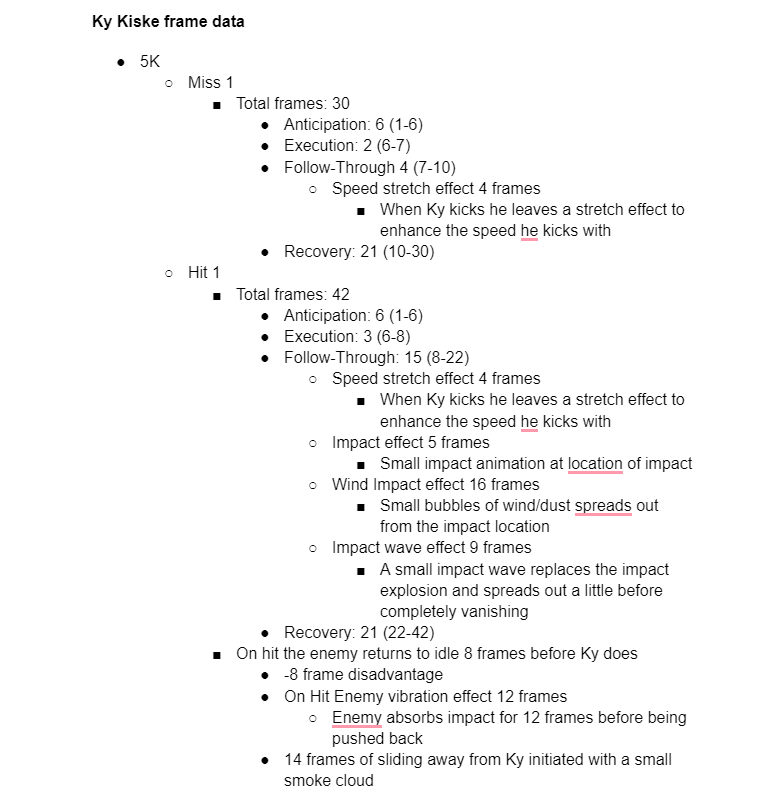 Ky Kiske frame data
● 5K
○ Miss 1
■ Total frames: 30
● Anticipation: 6 (1-6)
● Execution: 2 (6-7)
● Follow-Through 4 (7-10)
○ Speed stretch effect 4 frames
■ When Ky kicks he leaves a stretch effect to
enhance the speed he kicks with
● Recovery: 21 (10-30)
○ Hit 1
■ Total frames: 42
● Anticipation: 6 (1-6)
● Execution: 3 (6-8)
● Follow-Through: 15 (8-22)
○ Speed stretch effect 4 frames
■ When Ky kicks he leaves a stretch effect to
enhance the speed he kicks with
○ Impact effect 5 frames
■ Small impact animation at location of impact
○ Wind Impact effect 16 frames
■ Small bubbles of wind/dust spreads out
from the impact location
○ Impact wave effect 9 frames
■ A small impact wave replaces the impact
explosion and spreads out a little before
completely vanishing
● Recovery: 21 (22-42)
■ On hit the enemy returns to idle 8 frames before Ky does
● -8 frame disadvantage
● On Hit Enemy vibration effect 12 frames
○ Enemy absorbs impact for 12 frames before being
pushed back
● 14 frames of sliding away from Ky initiated with a small
smoke cloud